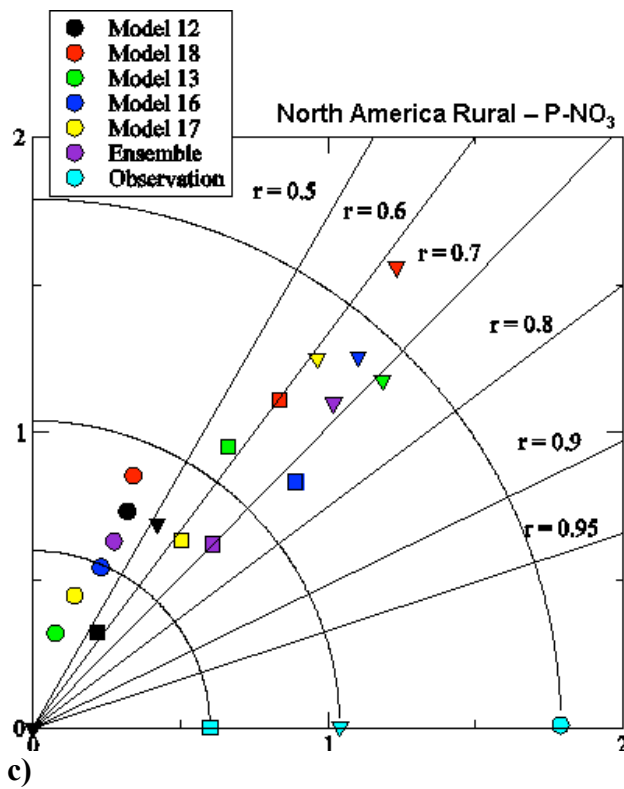 Model 12
Model 18
Model 13
Model 16
Model 17
Ensemble
Observation
North America Rural – P-NO₃
2
r = 0.5
r = 0.6
r = 0.7
r = 0.8
1
r = 0.9
r = 0.95
0
0
1
2
c)